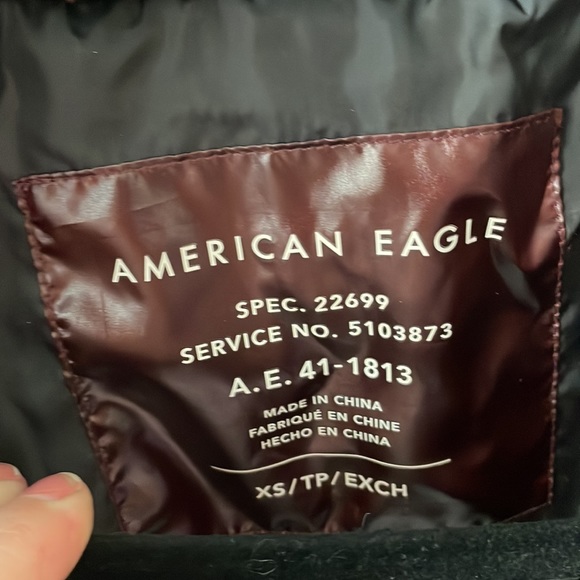 AMERICAN EAGLE
SPEC. 22699
SERVICE NO. 5103873
A.E. 41-1813
MADE IN CHINA
FABRIQUÉ EN CHINE
HECHO EN CHINA
XS/TP/EXCH